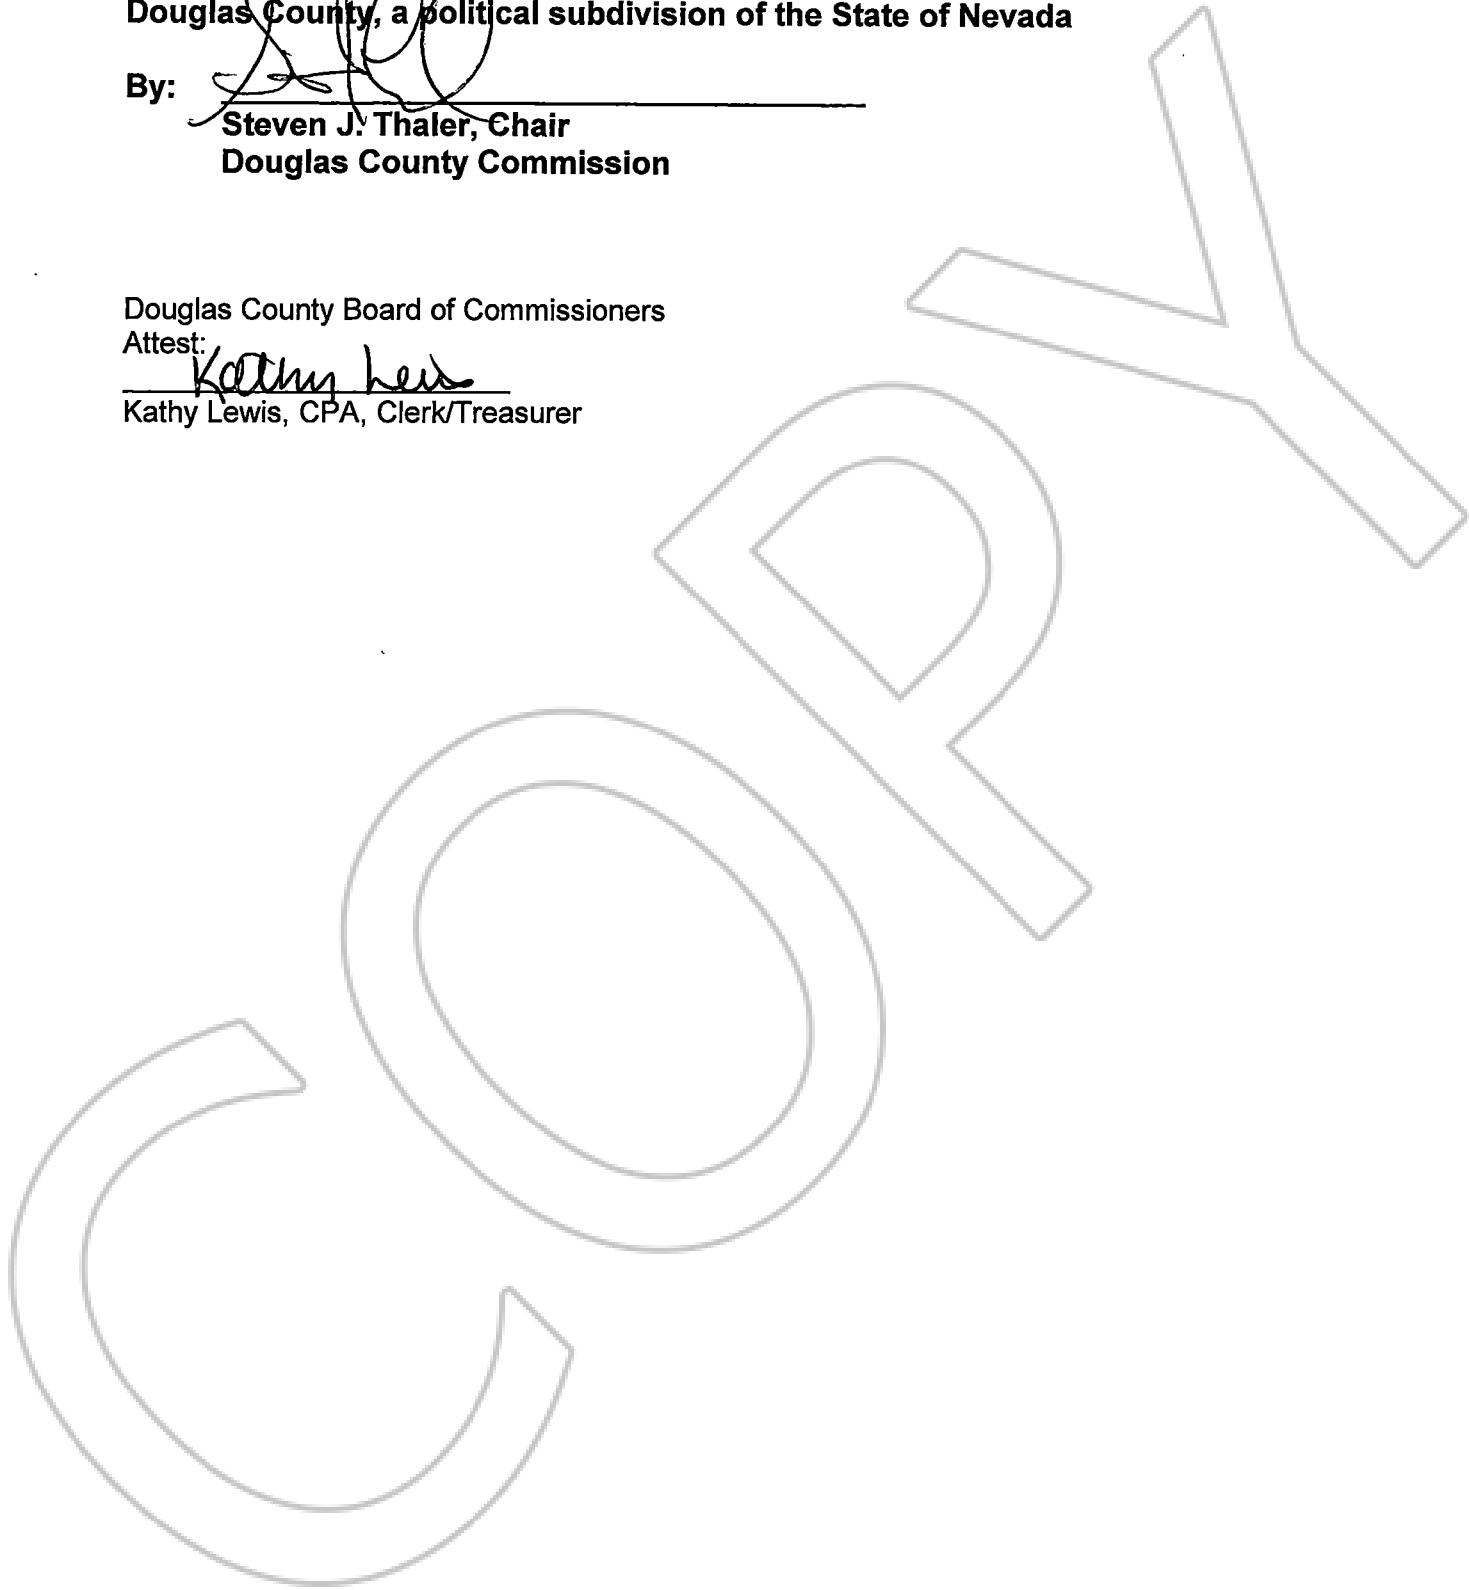 Douglas County, a political subdivision of the State of Nevada
By:
Steven J. Thaler, Chair
Douglas County Commission
Douglas County Board of Commissioners
Attest:
Kathy Lewis
Kathy Lewis, CPA, Clerk/Treasurer
COPY